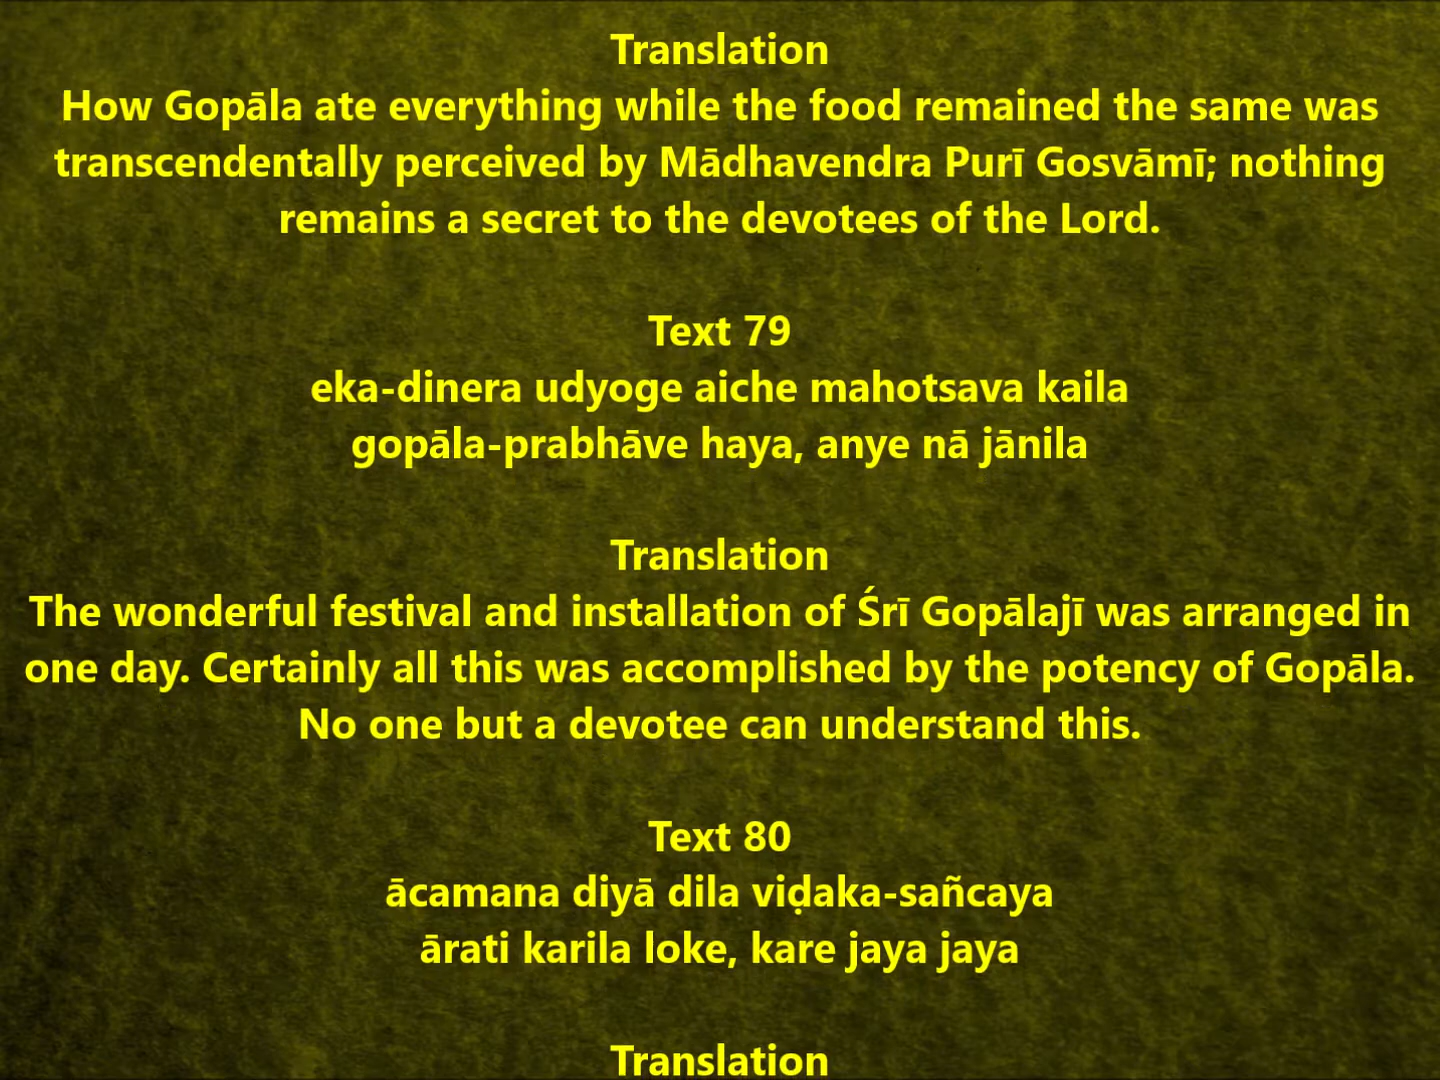 Translation
How Gopāla ate everything while the food remained the same was
transcendentally perceived by Mādhavendra Purī Gosvāmī; nothing
remains a secret to the devotees of the Lord.
Text 79
eka-dinera udyoge aiche mahotsava kaila
gopāla-prabhāve haya, anye nā jānila
Translation
The wonderful festival and installation of Śrī Gopālajī was arranged in
one day. Certainly all this was accomplished by the potency of Gopāla.
No one but a devotee can understand this.
Text 80
ācamana diyā dila viḍaka-sañcaya
ārati karila loke, kare jaya jaya
Translation